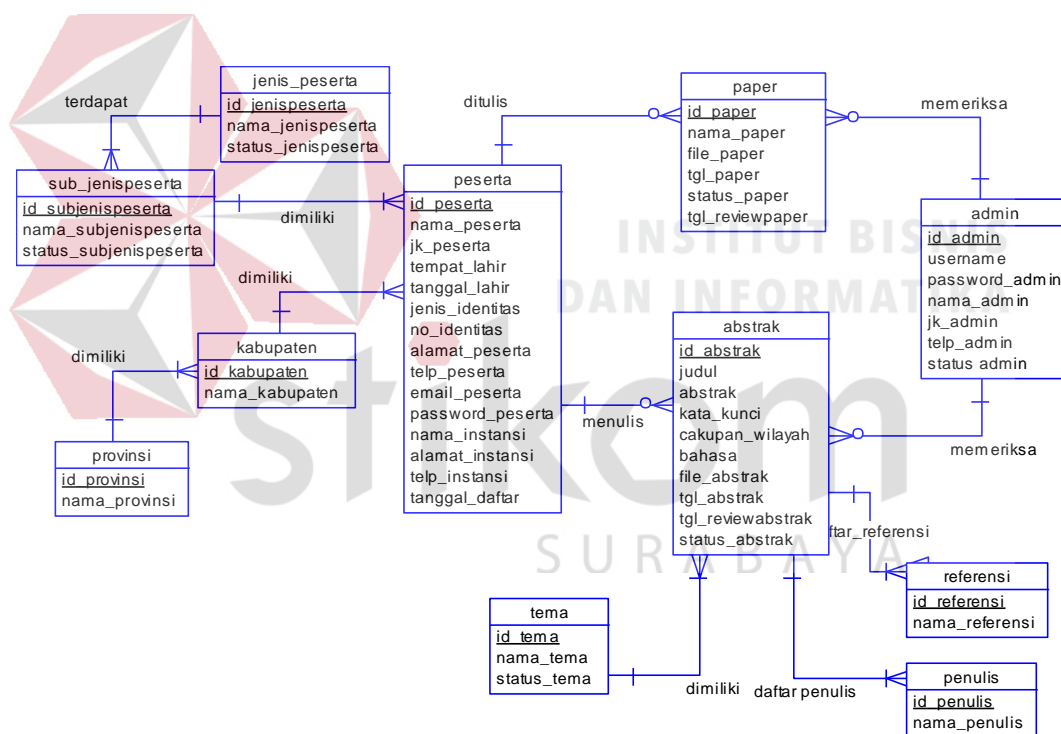 jenis_peserta
id_jenispeserta
nama_jenispeserta
status_jenispeserta
terdapat
sub_jenispeserta
id_subjenispeserta
nama_subjenispeserta
status_subjenispeserta
dimiliki
peserta
id_peserta
nama_peserta
jk_peserta
tempat_lahir
tanggal_lahir
jenis_identitas
no_identitas
alamat_peserta
telp_peserta
email_peserta
password_peserta
nama_instansi
alamat_instansi
telp_instansi
tanggal_daftar
dimiliki
kabupaten
id_kabupaten
nama_kabupaten
dimiliki
provinsi
id_provinsi
nama_provinsi
ditulis
paper
id_paper
nama_paper
file_paper
tgl_paper
status_paper
tgl_reviewpaper
memeriksa
admin
id_admin
username
password_admin
nama_admin
jk_admin
telp_admin
status admin
INSTITUT BISNIS
DAN INFORMATIKA
menulis
abstrak
id_abstrak
judul
abstrak
kata_kunci
cakupan_wilayah
bahasa
file_abstrak
tgl_abstrak
tgl_reviewabstrak
status_abstrak
memeriksa
stikom
SURABAYA
ftar_referensi
referensi
id_referensi
nama_referensi
tema
id_tema
nama_tema
status_tema
dimiliki
daftar penulis
penulis
id_penulis
nama_penulis